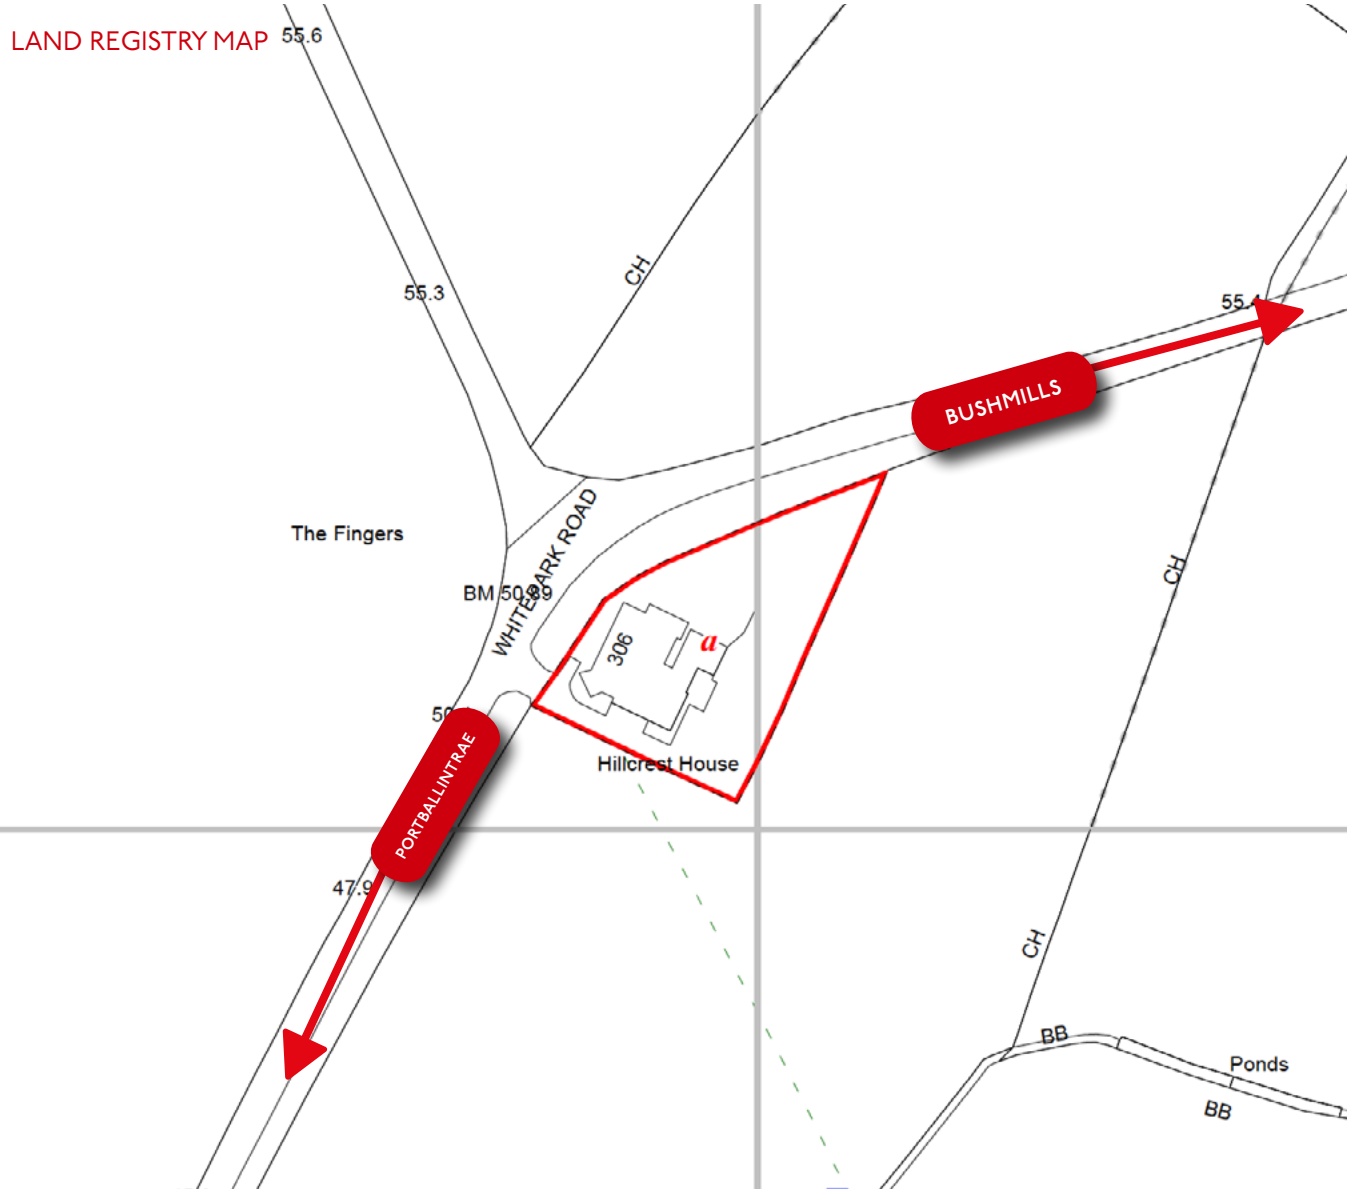 LAND REGISTRY MAP
55.6
CH
55.3
55.4
BUSHMILLS
WHITEPARK ROAD
The Fingers
CH
BM 50.89
306
a
Hillcrest House
PORTBALLINTRAE
47.9
CH
BB
Ponds
BB